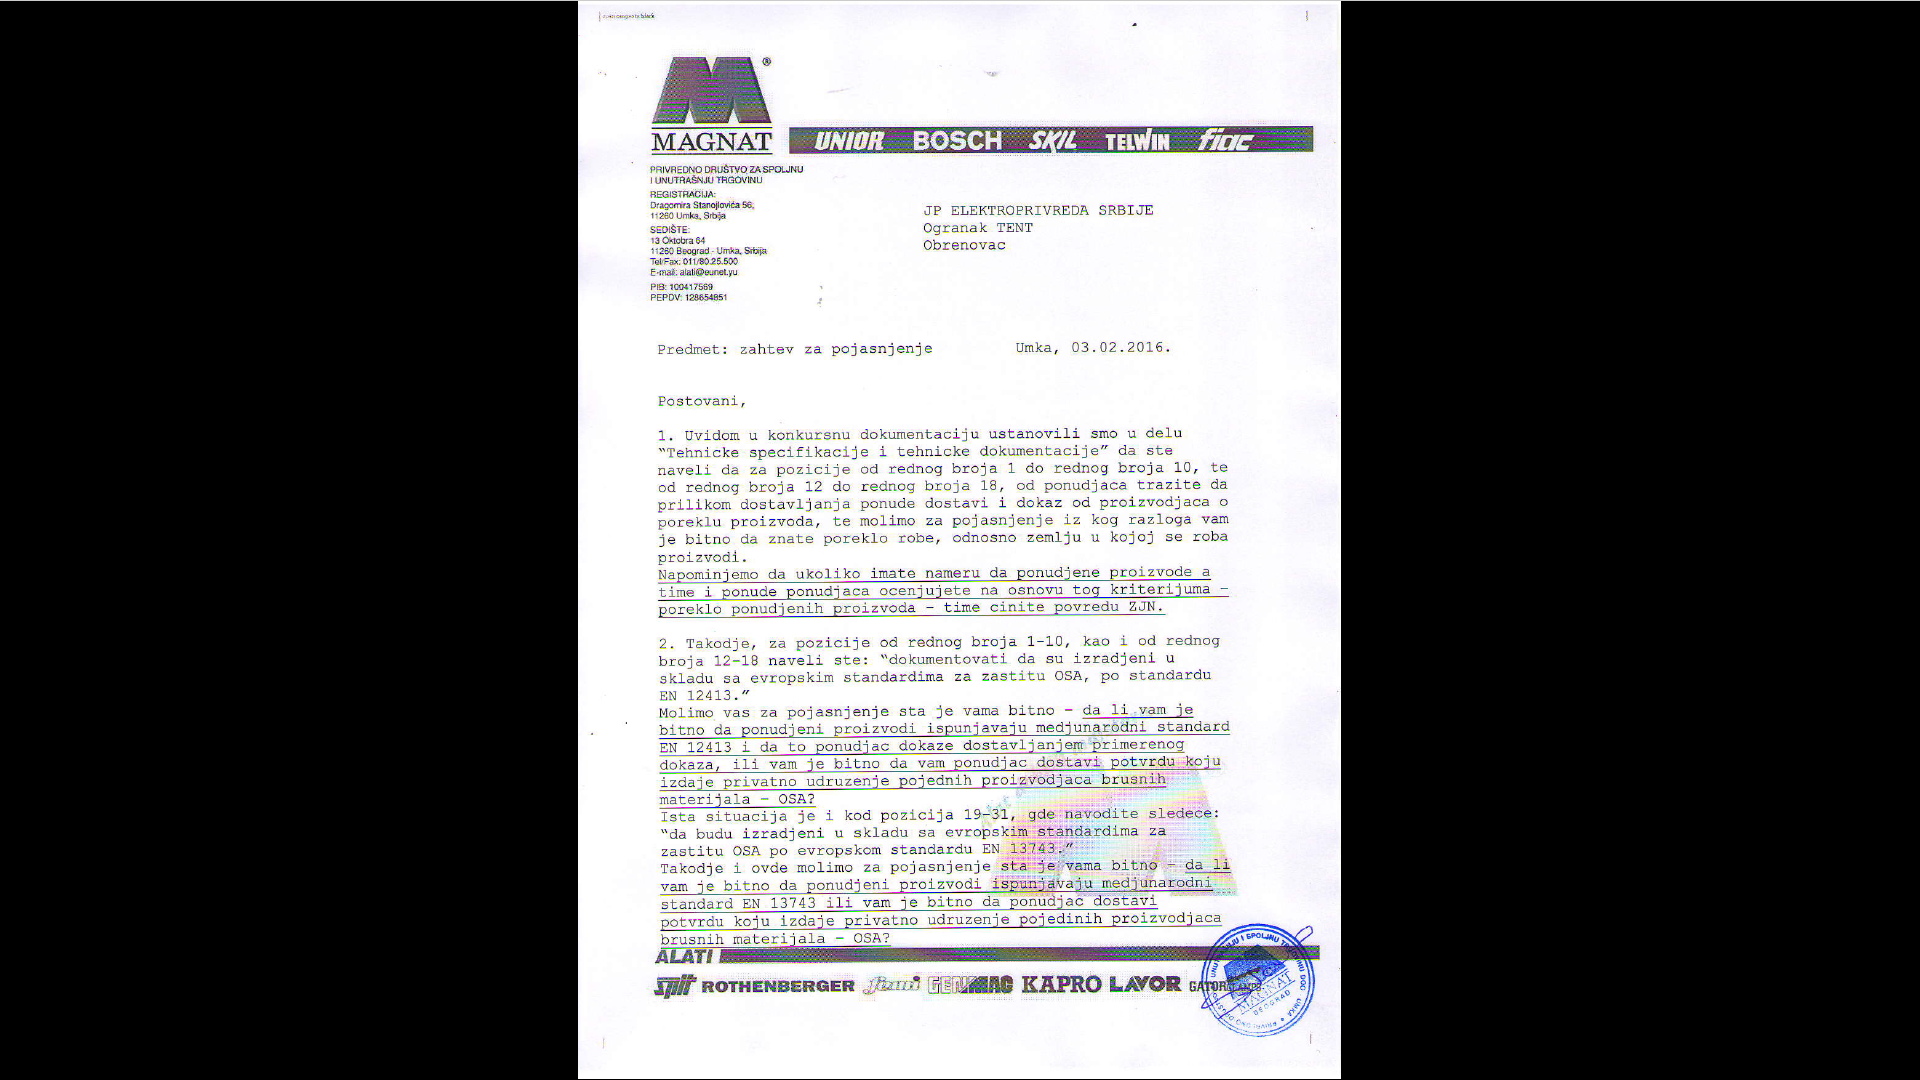 MAGNAT
UNIOR BOSCH SKIL TELWIN fiac
PRIVREDNO DRUŠTVO ZA SPOLJNU
I UNUTRAŠNJU TRGOVINU
REGISTRACIJA:
Dragomira Stanojlovića 56,
11260 Umka, Srbija
SEDIŠTE:
13 Oktobra 64
11260 Beograd - Umka, Srbija
Tel/Fax: 011/80.25.500
E-mail: alati@eunet.yu
PIB: 100417569
PEPDV: 128654851
JP ELEKTROPRIVREDA SRBIJE
Ogranak TENT
Obrenovac
Predmet: zahtev za pojasnjenje Umka, 03.02.2016.
Postovani,
1. Uvidom u konkursnu dokumentaciju ustanovili smo u delu
“Tehnicke specifikacije i tehnicke dokumentacije” da ste
naveli da za pozicije od rednog broja 1 do rednog broja 10, te
od rednog broja 12 do rednog broja 18, od ponudjaca trazite da
prilikom dostavljanja ponude dostavi i dokaz od proizvodjaca o
poreklu proizvoda, te molimo za pojasnjenje iz kog razloga vam
je bitno da znate poreklo robe, odnosno zemlju u kojoj se roba
proizvodi.
Napominjemo da ukoliko imate nameru da ponudjene proizvode a
time i ponude ponudjaca ocenjujete na osnovu tog kriterijuma –
poreklo ponudjenih proizvoda – time cinite povredu ZJN.
2. Takodje, za pozicije od rednog broja 1-10, kao i od rednog
broja 12-18 naveli ste: “dokumentovati da su izradjeni u
skladu sa evropskim standardima za zastitu OSA, po standardu
EN 12413.”
Molimo vas za pojasnjenje sta je vama bitno – da li vam je
bitno da ponudjeni proizvodi ispunjavaju medjunarodni standard
EN 12413 i da to ponudjac dokaze dostavljanjem primerenog
dokaza, ili vam je bitno da vam ponudjac dostavi potvrdu koju
izdaje privatno udruzenje pojednih proizvodjaca brusnih
materijala – OSA?
Ista situacija je i kod pozicija 19-31, gde navodite sledece:
“da budu izradjeni u skladu sa evropskim standardima za
zastitu OSA po evropskom standardu EN 13743.”
Takodje i ovde molimo za pojasnjenje sta je vama bitno – da li
vam je bitno da ponudjeni proizvodi ispunjavaju medjunarodni
standard EN 13743 ili vam je bitno da ponudjac dostavi
potvrdu koju izdaje privatno udruzenje pojedinih proizvodjaca
brusnih materijala – OSA?
ALATI
spit ROTHENBERGER KAPRO LAVOR
MAGNAT
BEOGRAD